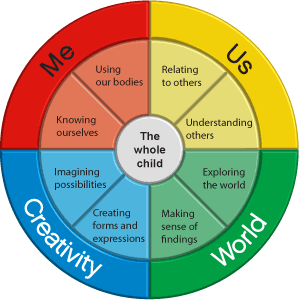 Me
Us
Using
our bodies
Relating
to others
Knowing
ourselves
Understanding
others
The
whole
child
Imagining
possibilities
Exploring
the world
Creating
forms and
expressions
Making
sense of
findings
Creativity
World